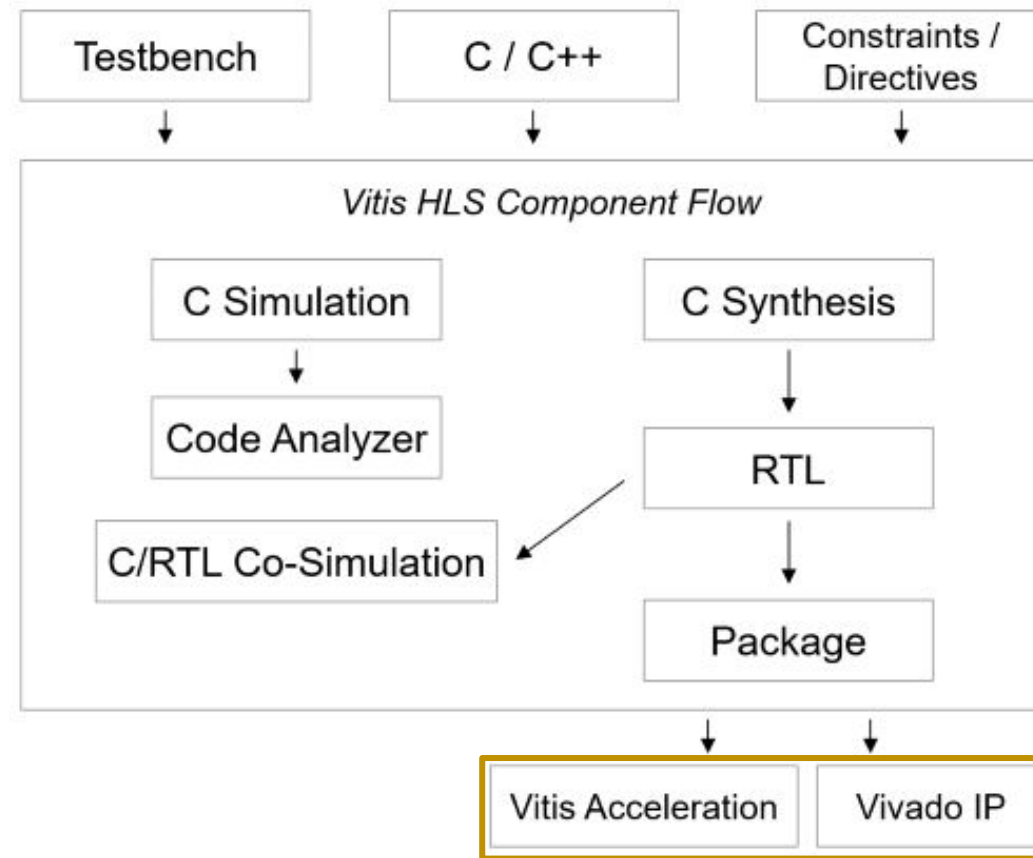 Testbench
C / C++
Constraints /
Directives
Vitis HLS Component Flow
C Simulation
C Synthesis
Code Analyzer
RTL
C/RTL Co-Simulation
Package
Vitis Acceleration
Vivado IP